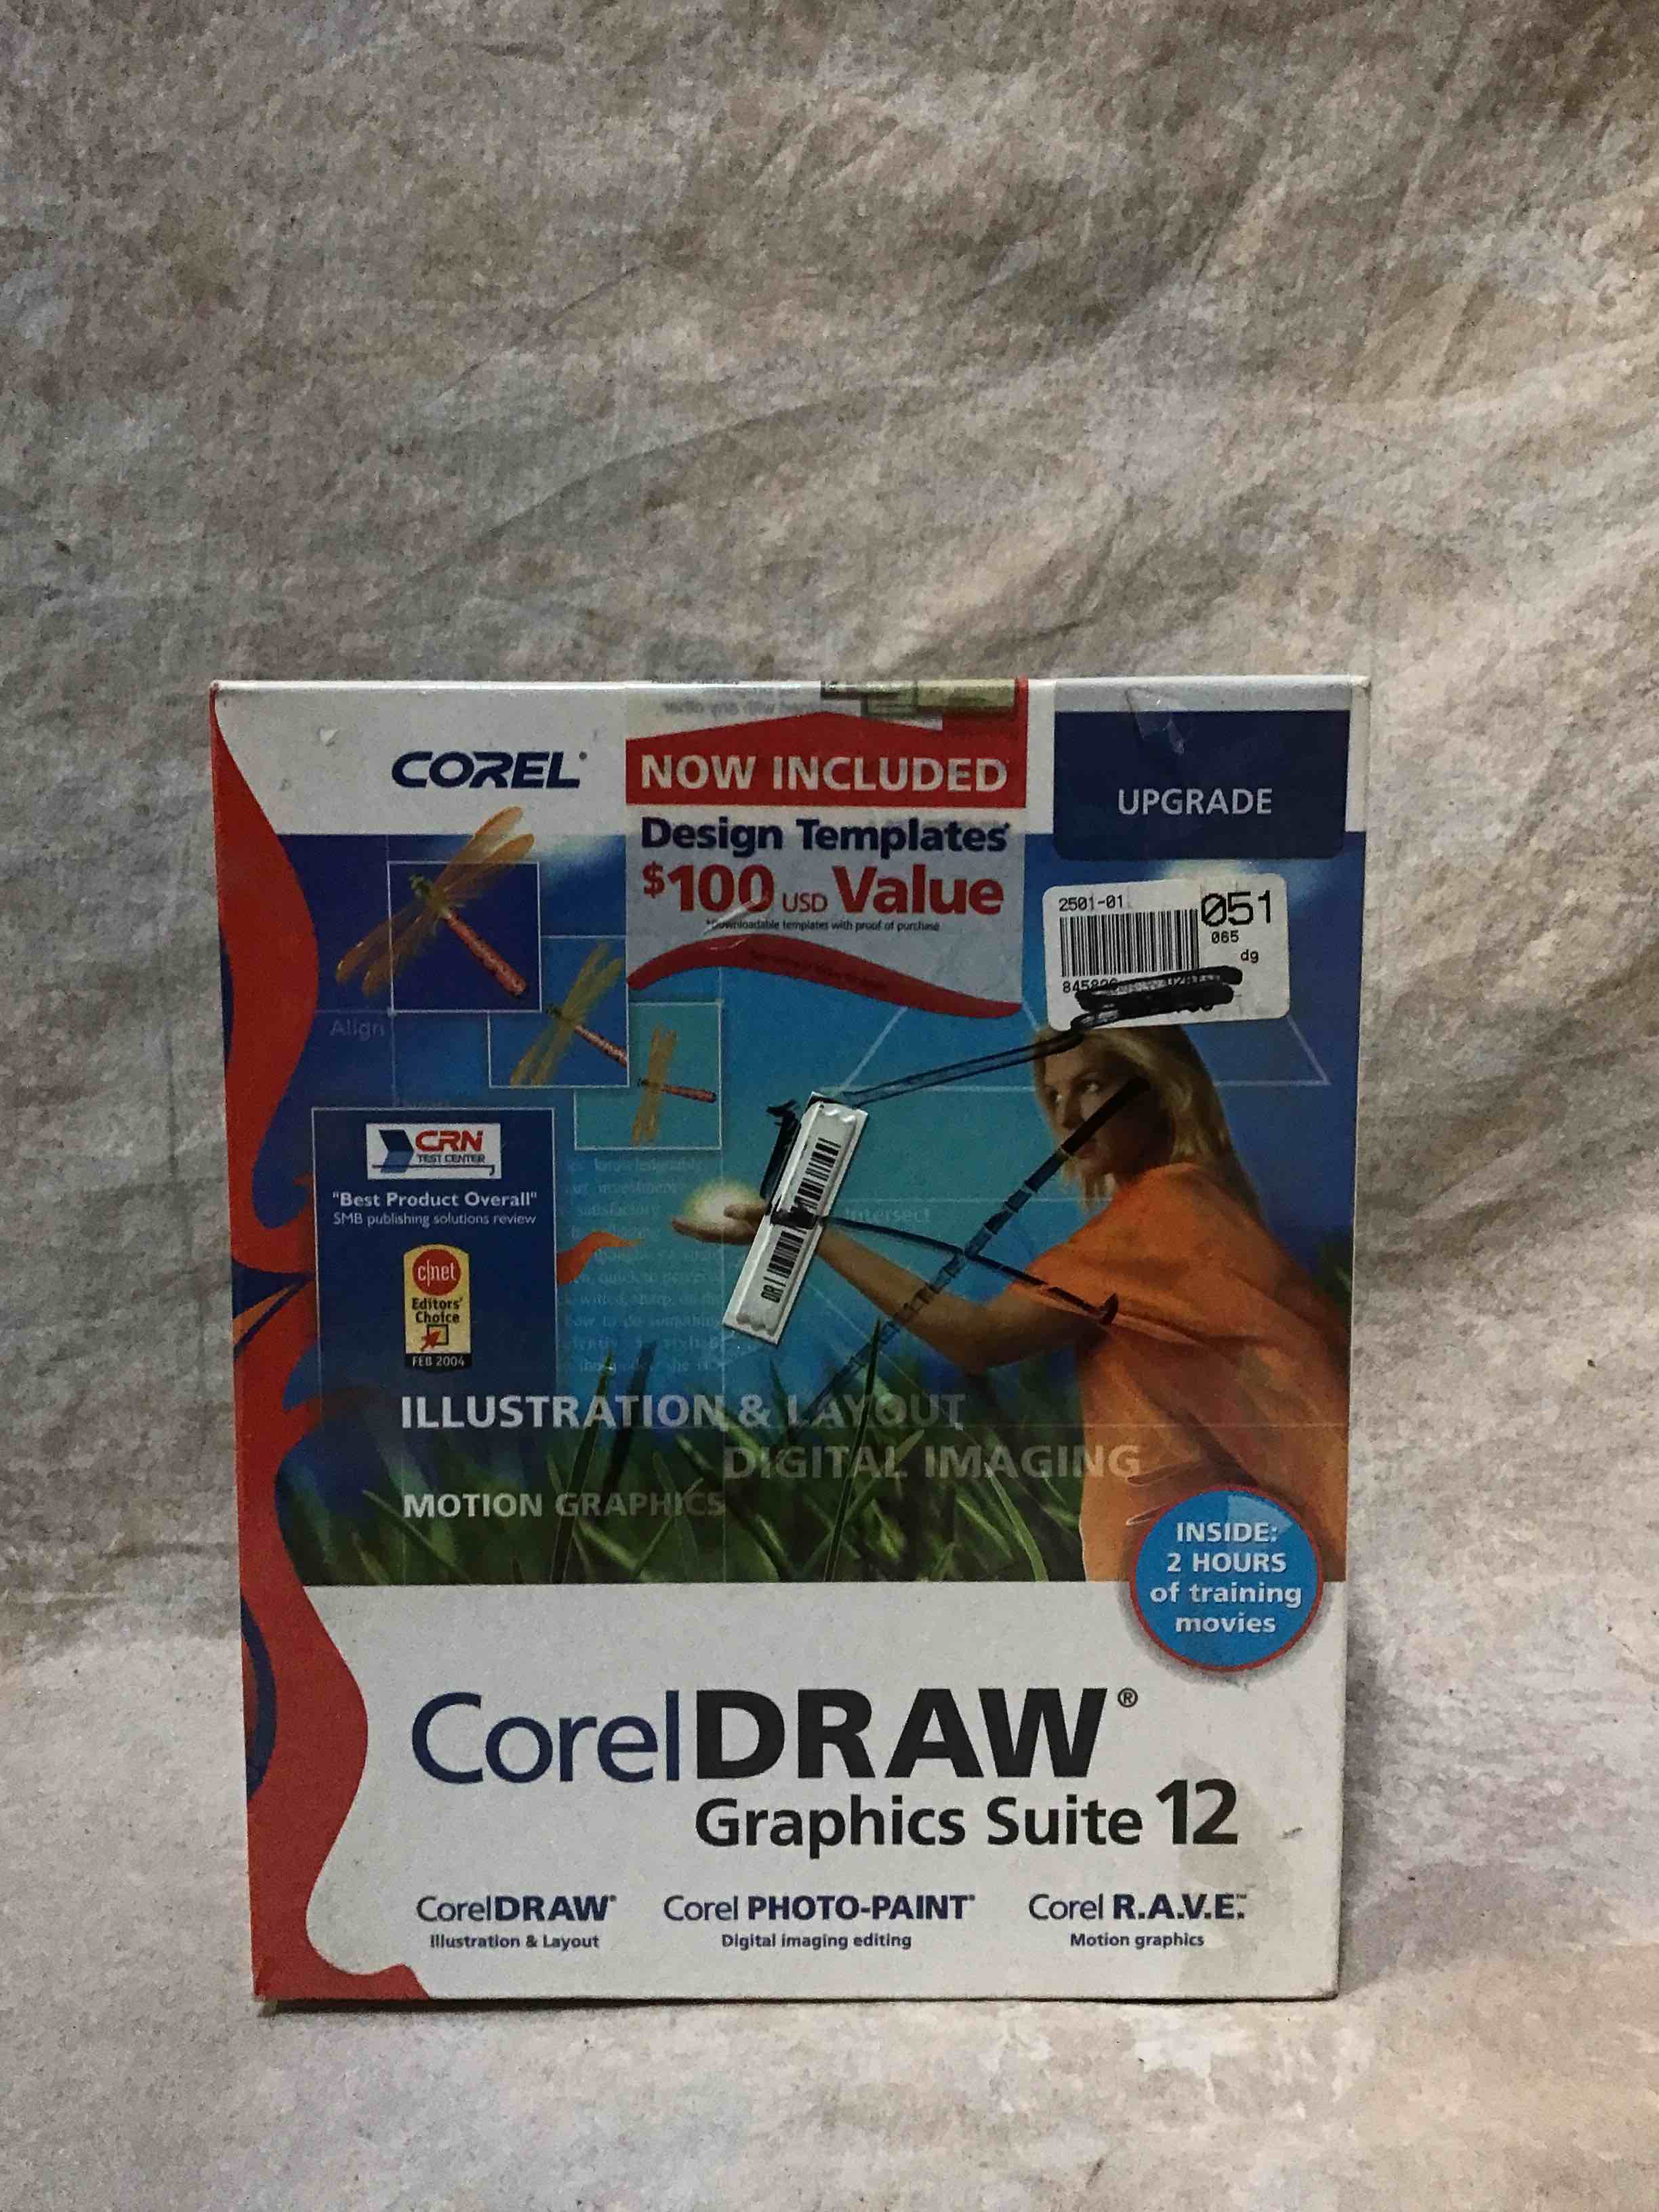 COREL®
NOW INCLUDED
Design Templates*
$100 USD Value
*Downloadable templates with proof of purchase
UPGRADE
2501-01
051
065
dg
Align
CRN
TEST CENTER
"Best Product Overall"
SMB publishing solutions review
c|net
Editors'
Choice
FEB 2004
Intersect
ILLUSTRATION & LAYOUT
DIGITAL IMAGING
MOTION GRAPHICS
INSIDE:
2 HOURS
of training
movies
CorelDRAW®
Graphics Suite 12
CorelDRAW®
Illustration & Layout
Corel PHOTO-PAINT®
Digital imaging editing
Corel R.A.V.E.™
Motion graphics